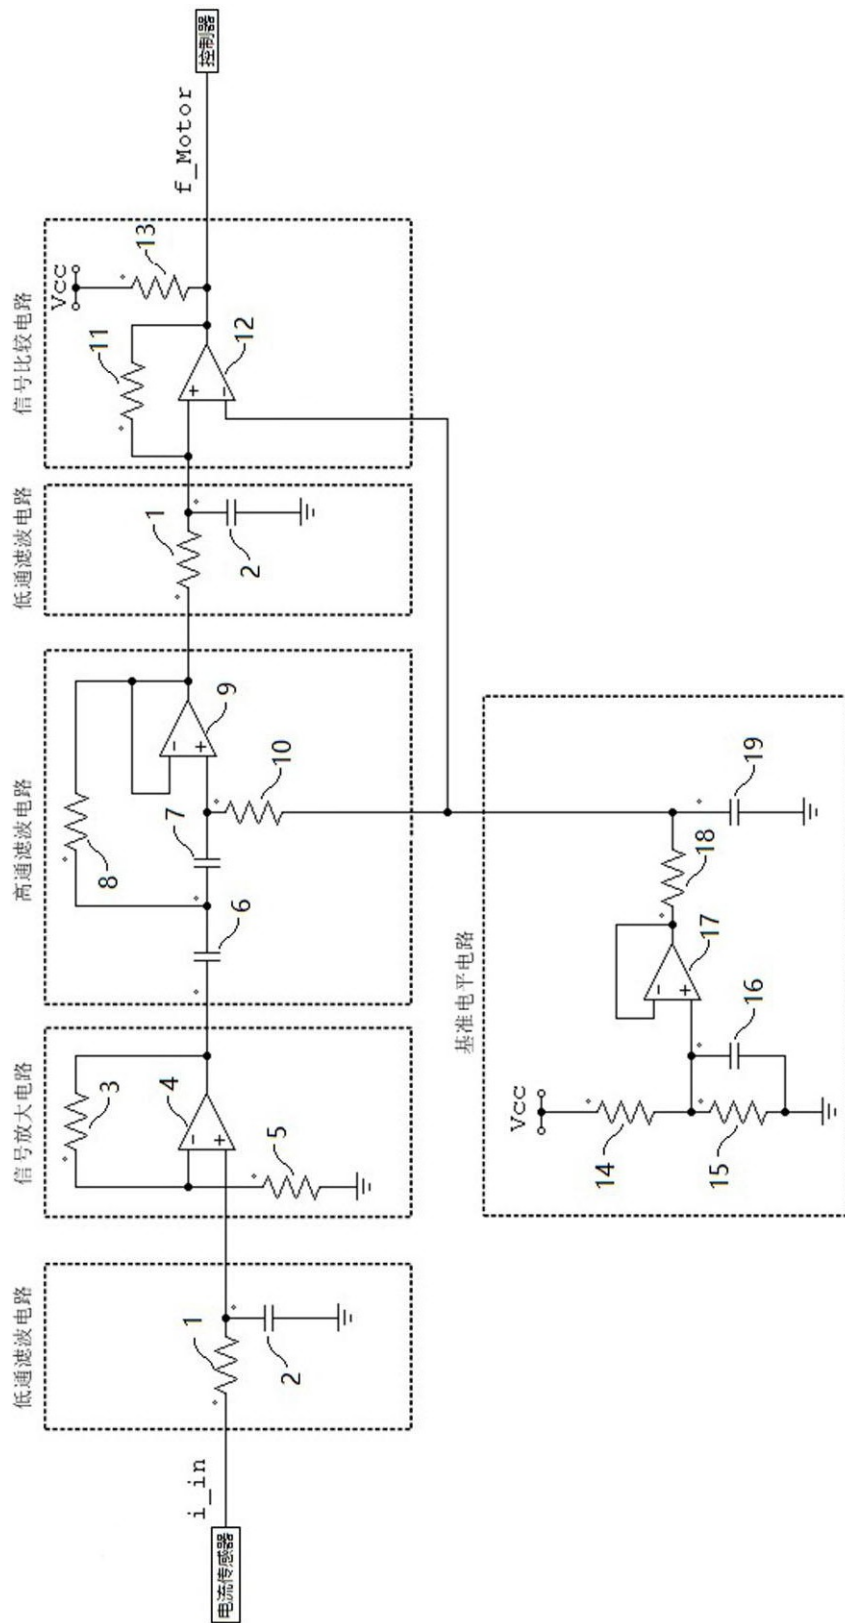 电流传感器
i_in
低通滤波电路
1
2
信号放大电路
3
4
5
高通滤波电路
6
7
8
9
10
低通滤波电路
1
2
信号比较电路
11
12
Vcc
13
f_Motor
控制器
基准电平电路
Vcc
14
15
16
17
18
19